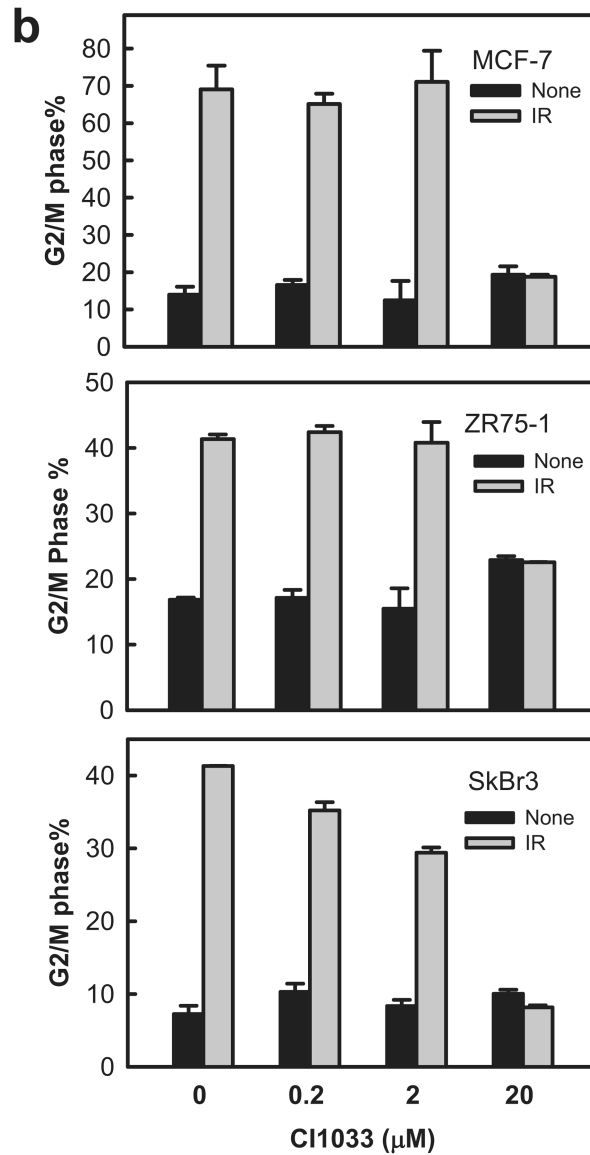 b
G2/M phase%
80
70
60
50
40
30
20
10
0
MCF-7
None
IR
G2/M Phase %
50
40
30
20
10
0
ZR75-1
None
IR
G2/M phase%
40
30
20
10
0
SkBr3
None
IR
0 0.2 2 20
CI1033 (μM)